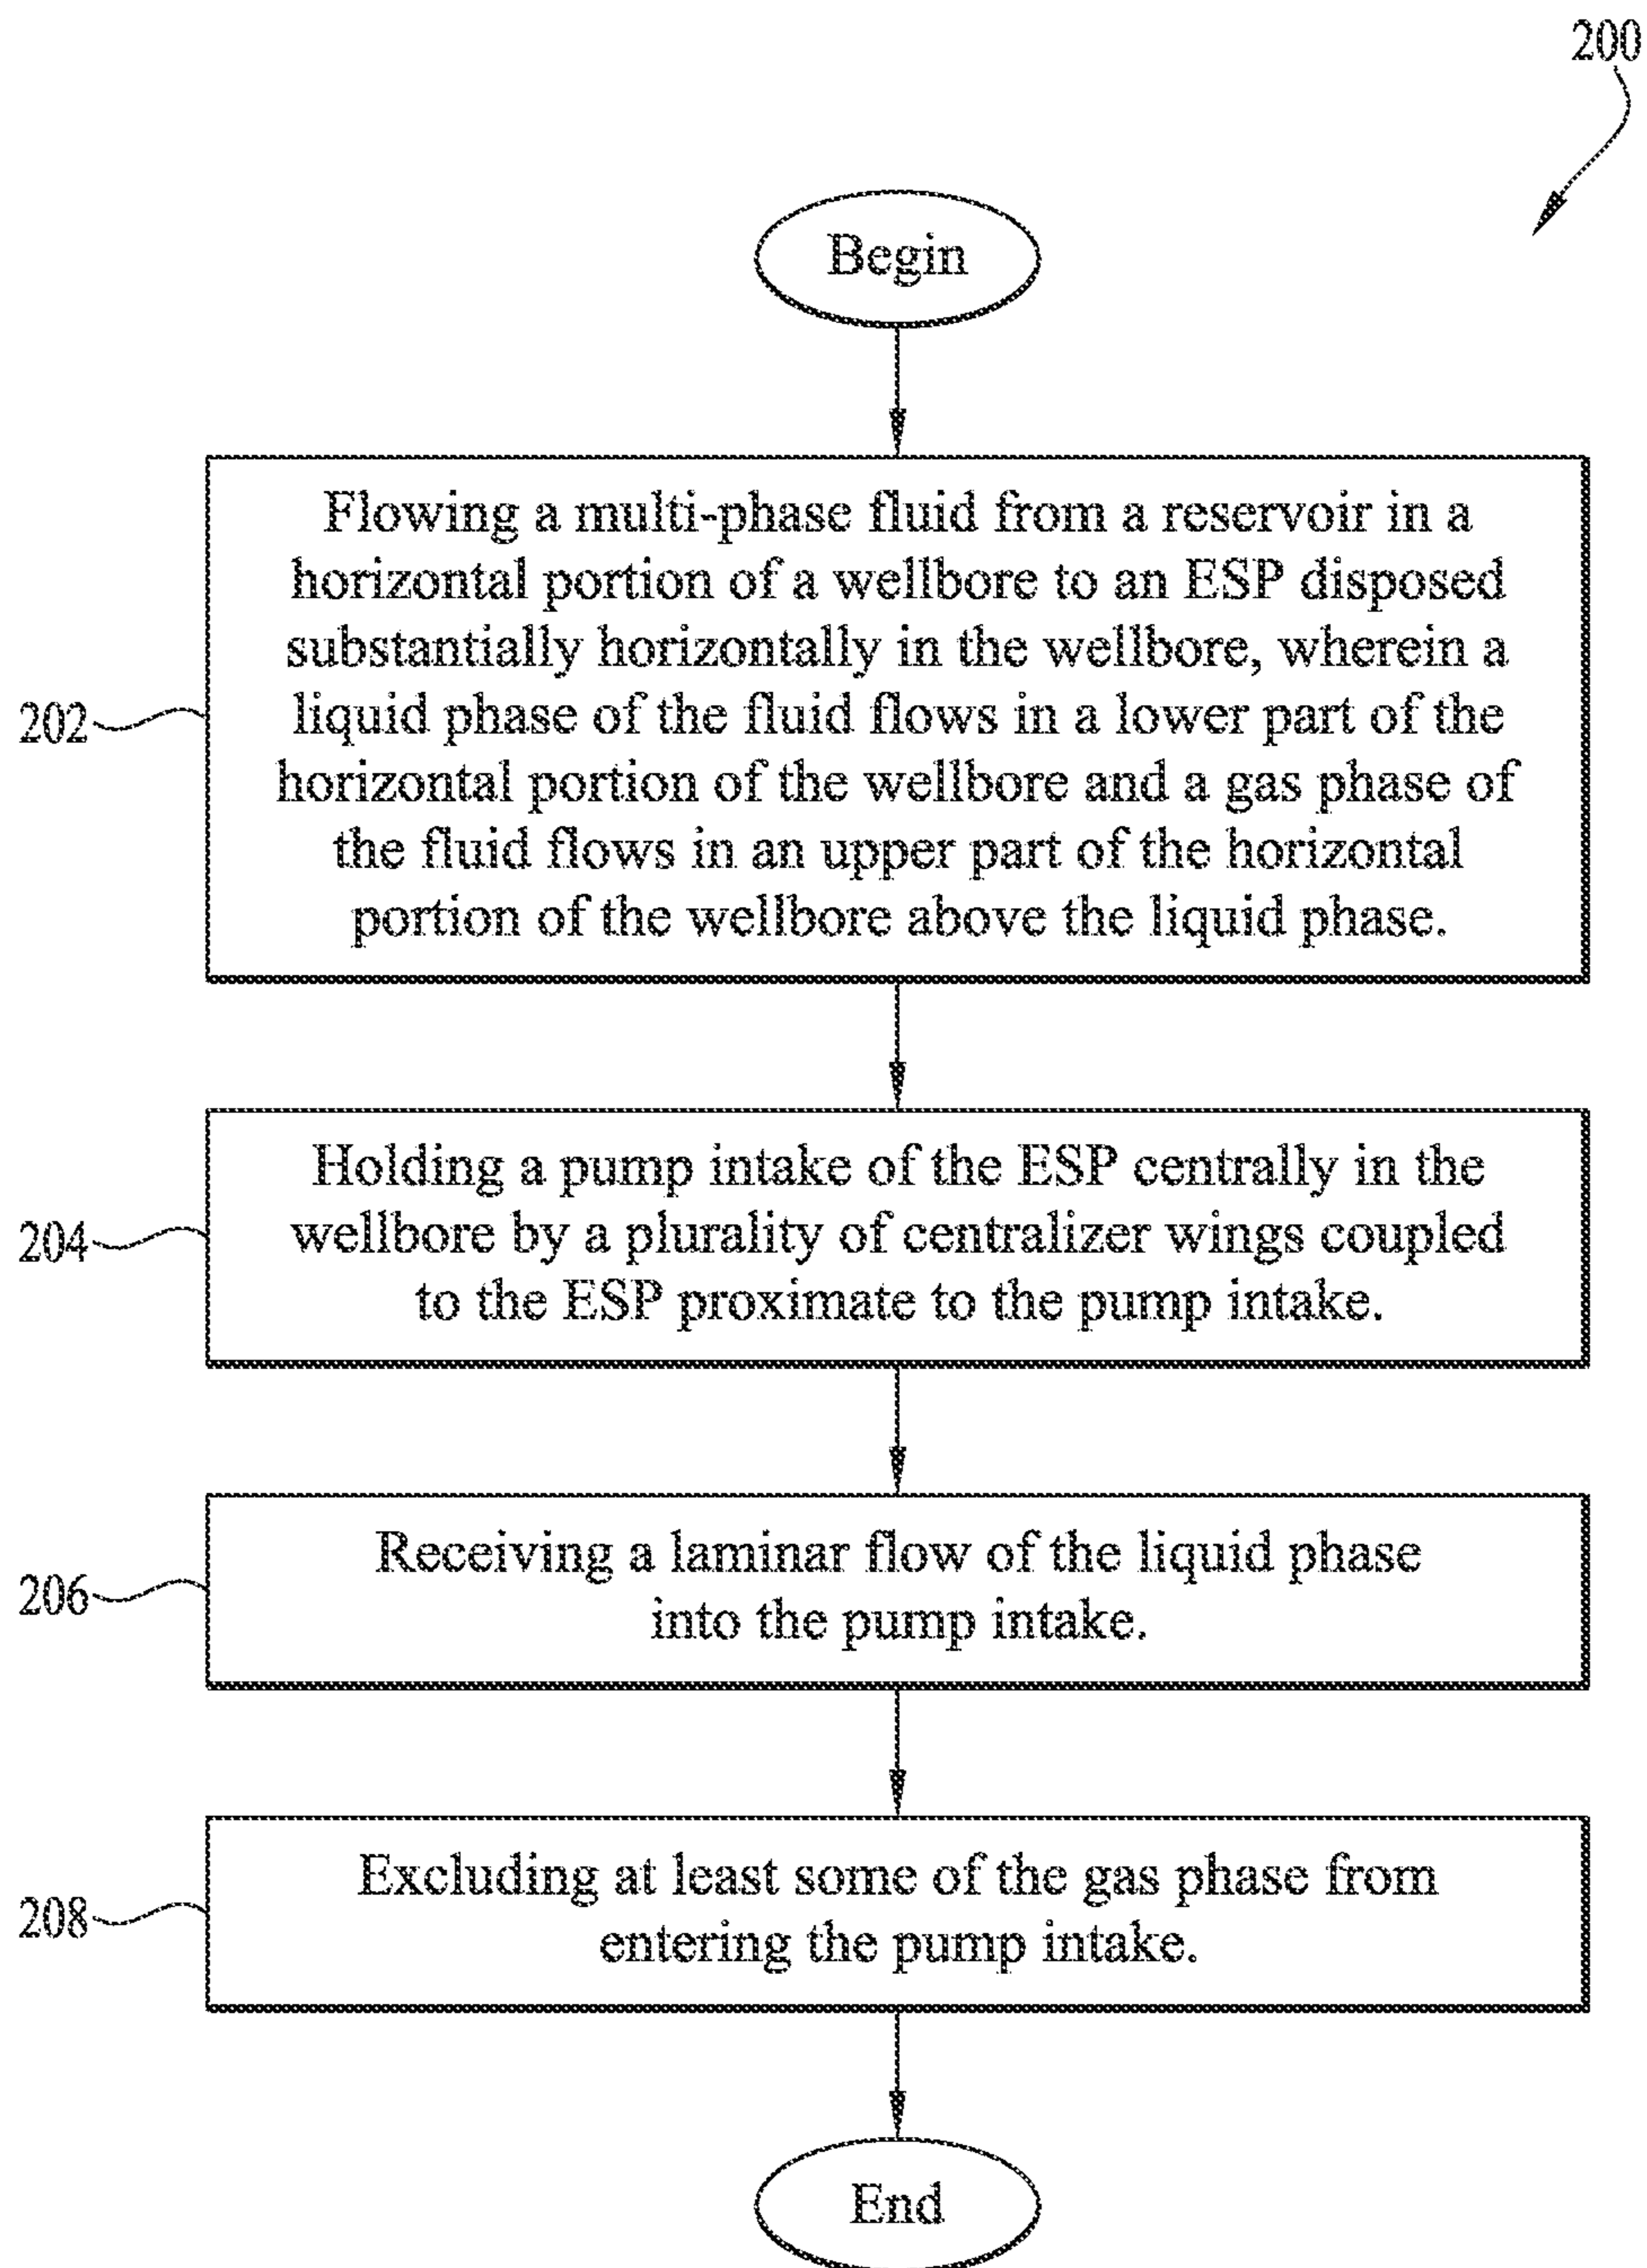 200
Begin
Flowing a multi-phase fluid from a reservoir in a
horizontal portion of a wellbore to an ESP disposed
substantially horizontally in the wellbore, wherein a
liquid phase of the fluid flows in a lower part of the
horizontal portion of the wellbore and a gas phase of
the fluid flows in an upper part of the horizontal
portion of the wellbore above the liquid phase.
202
Holding a pump intake of the ESP centrally in the
wellbore by a plurality of centralizer wings coupled
to the ESP proximate to the pump intake.
204
Receiving a laminar flow of the liquid phase
into the pump intake.
206
Excluding at least some of the gas phase from
entering the pump intake.
208
End